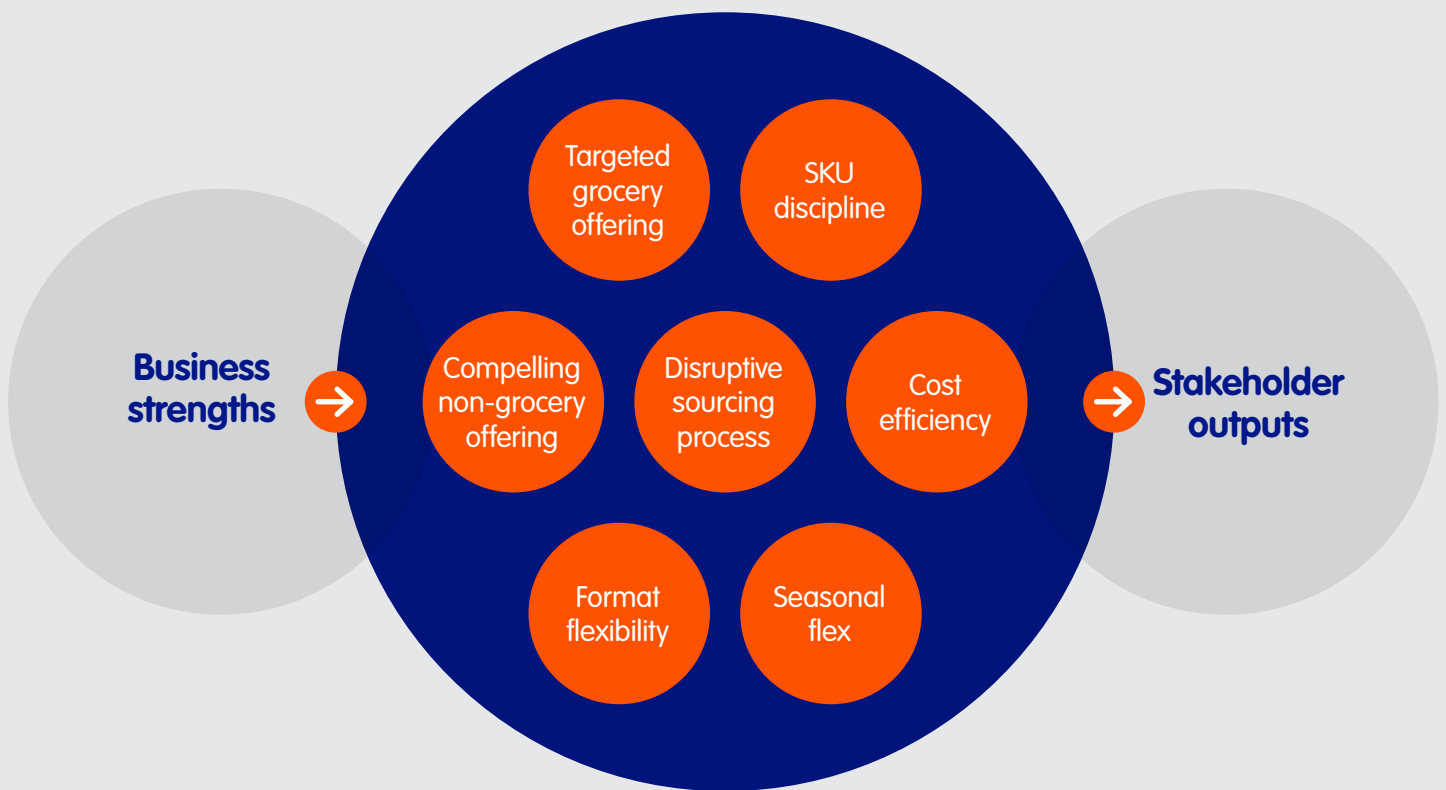 Targeted
grocery
offering
SKU
discipline
Business
strengths
Compelling
non-grocery
offering
Disruptive
sourcing
process
Cost
efficiency
Stakeholder
outputs
Format
flexibility
Seasonal
flex